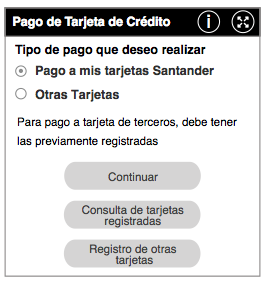 Pago de Tarjeta de Crédito i
Tipo de pago que deseo realizar
Pago a mis tarjetas Santander
Otras Tarjetas
Para pago a tarjeta de terceros, debe tener
las previamente registradas
Continuar
Consulta de tarjetas
registradas
Registro de otras
tarjetas